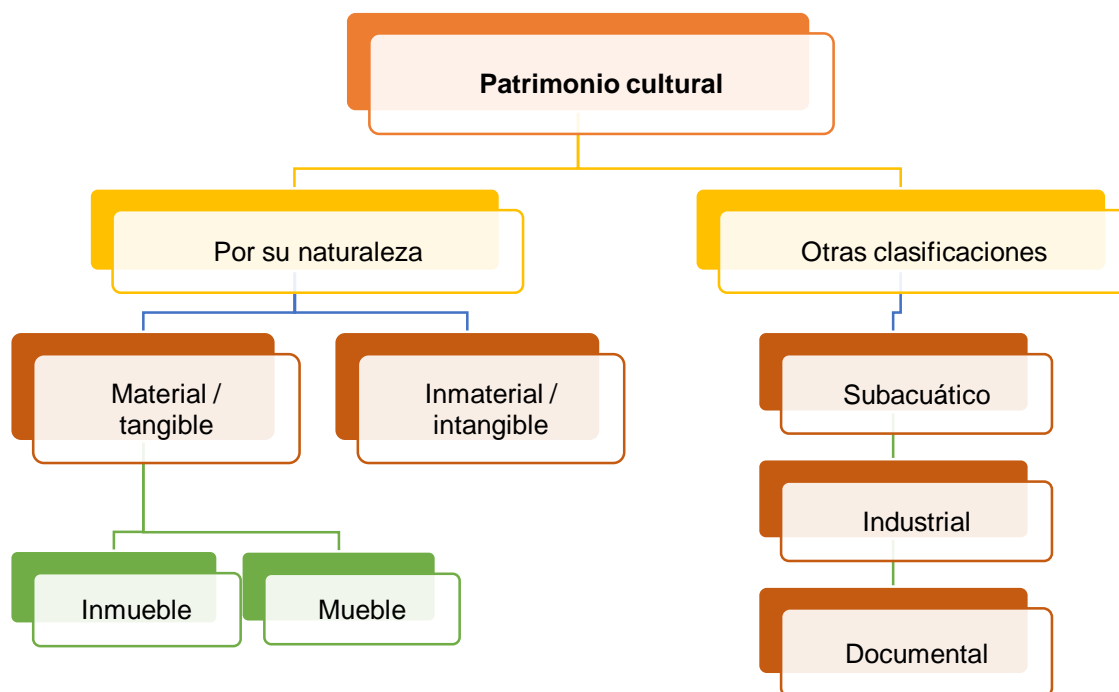 Patrimonio cultural
Por su naturaleza
Otras clasificaciones
Material /
tangible
Inmaterial /
intangible
Subacuático
Industrial
Inmueble
Mueble
Documental